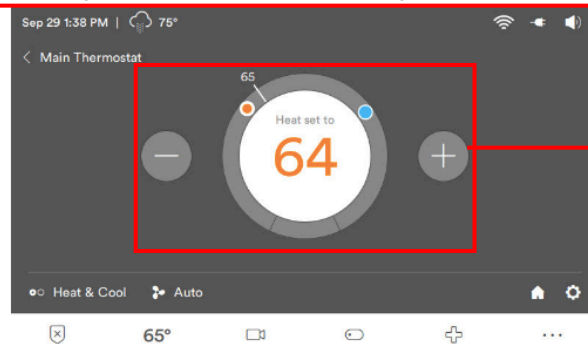 Sep 29 1:38 PM | 75°
< Main Thermostat
65
Heat set to
64
Heat & Cool Auto
65°